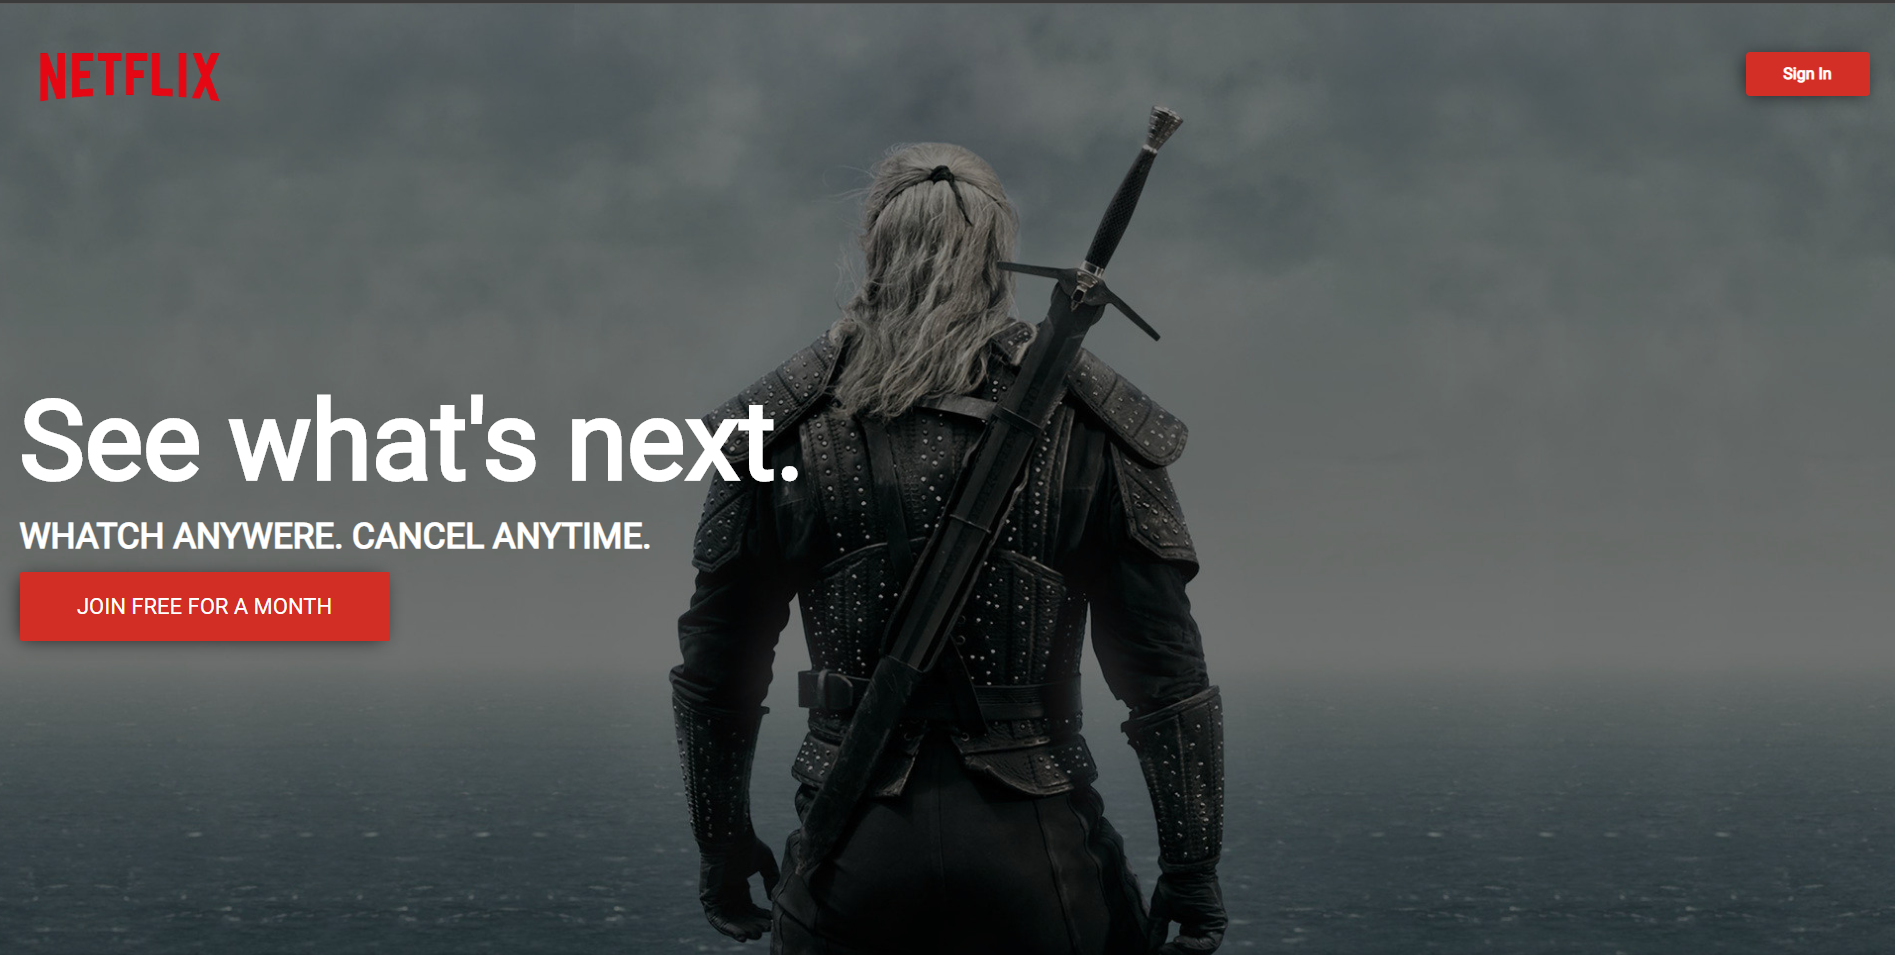 NETFLIX
Sign In
See what's next.
WHATCH ANYWERE. CANCEL ANYTIME.
JOIN FREE FOR A MONTH